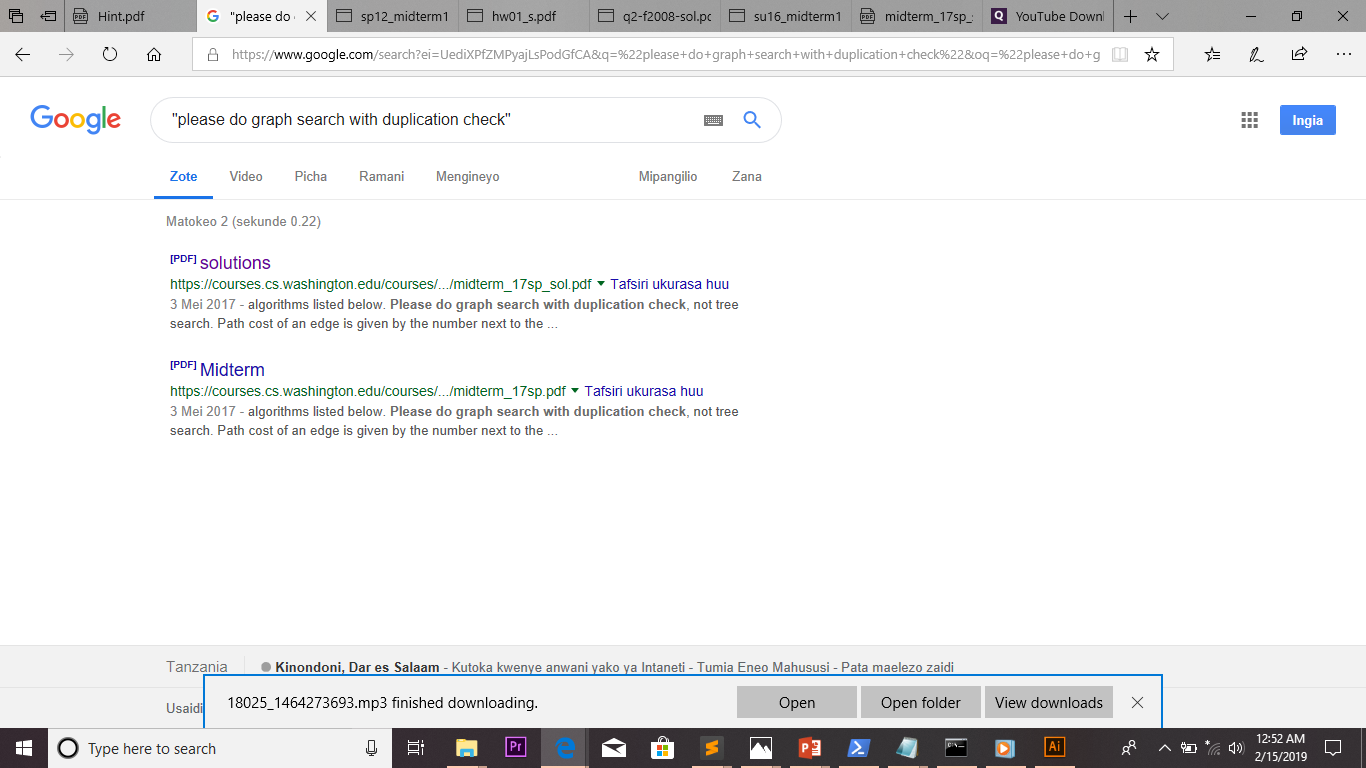 Hint.pdf
"please do
sp12_midterm1
hw01_s.pdf
q2-f2008-sol.pc
su16_midterm1
midterm_17sp_s
YouTube Downl
https://www.google.com/search?ei=UediXPfZMPyajLsPodGfCA&q=%22please+do+graph+search+with+duplication+check%22&oq=%22please+do+g
Google
"please do graph search with duplication check"
Ingia
Zote Video Picha Ramani Mengineyo Mipangilio Zana
Matokeo 2 (sekunde 0.22)
[PDF] solutions
https://courses.cs.washington.edu/courses/.../midterm_17sp_sol.pdf Tafsiri ukurasa huu
3 Mei 2017 - algorithms listed below. Please do graph search with duplication check, not tree
search. Path cost of an edge is given by the number next to the ...
[PDF] Midterm
https://courses.cs.washington.edu/courses/.../midterm_17sp.pdf Tafsiri ukurasa huu
3 Mei 2017 - algorithms listed below. Please do graph search with duplication check, not tree
search. Path cost of an edge is given by the number next to the ...
Tanzania Kinondoni, Dar es Salaam - Kutoka kwenye anwani yako ya Intaneti - Tumia Eneo Mahususi - Pata maelezo zaidi
Usaidi
18025_1464273693.mp3 finished downloading. Open Open folder View downloads
Type here to search
Pr
Ai
12:52 AM
2/15/2019